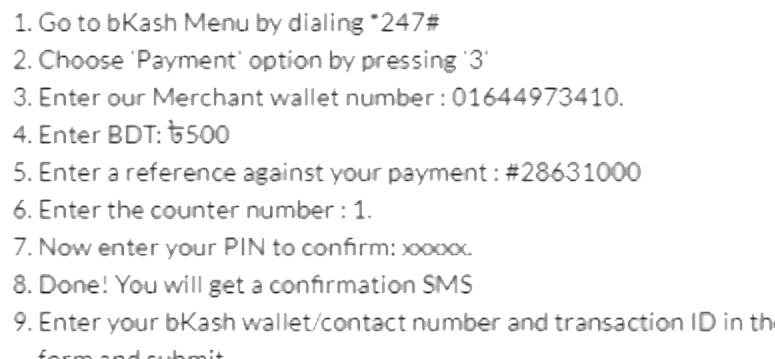 1. Go to bKash Menu by dialing *247#
2. Choose 'Payment' option by pressing '3'
3. Enter our Merchant wallet number : 01644973410.
4. Enter BDT: ৳500
5. Enter a reference against your payment : #28631000
6. Enter the counter number : 1.
7. Now enter your PIN to confirm: xxxxx.
8. Done! You will get a confirmation SMS
9. Enter your bKash wallet/contact number and transaction ID in the
form and submit